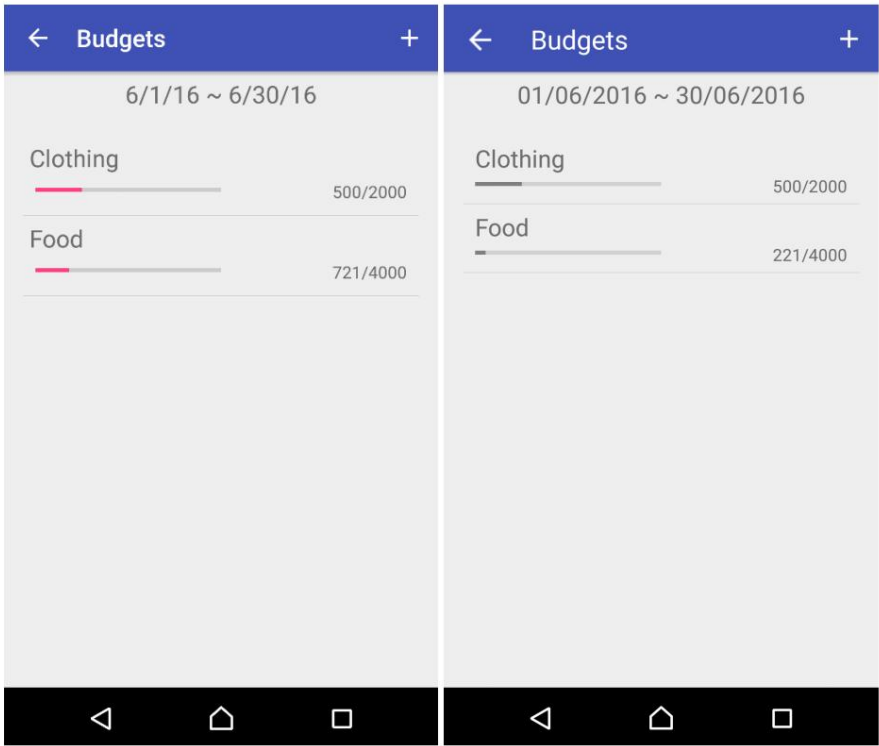 Budgets +
6/1/16 ~ 6/30/16
Clothing
500/2000
Food
721/4000
Budgets +
01/06/2016 ~ 30/06/2016
Clothing
500/2000
Food
221/4000